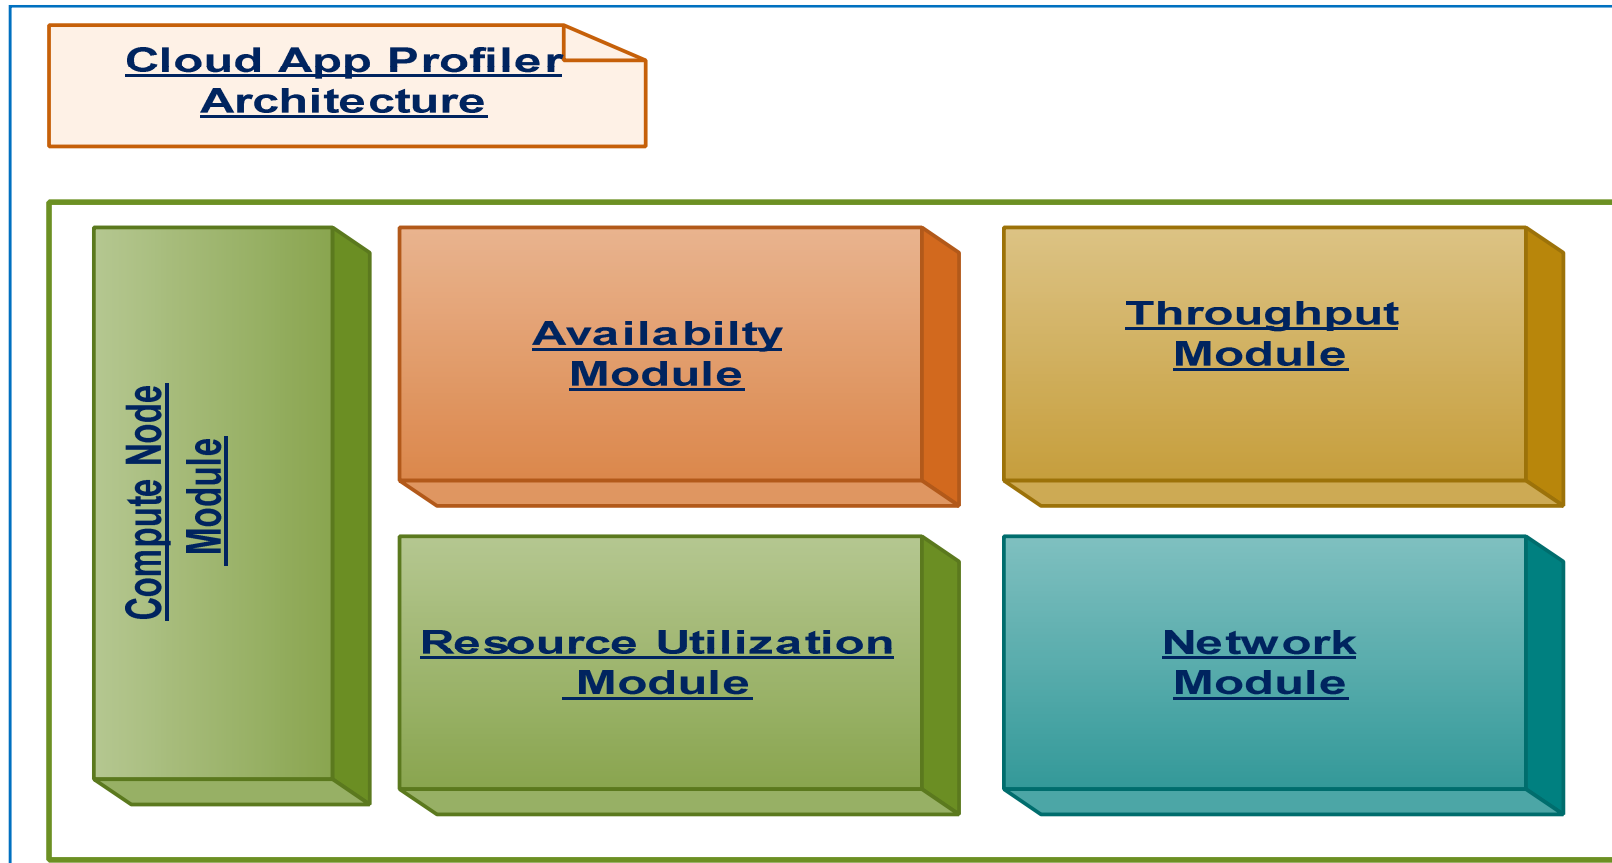 Cloud App Profiler
Architecture
Compute Node
Module
Availabilty
Module
Throughput
Module
Resource Utilization
Module
Network
Module